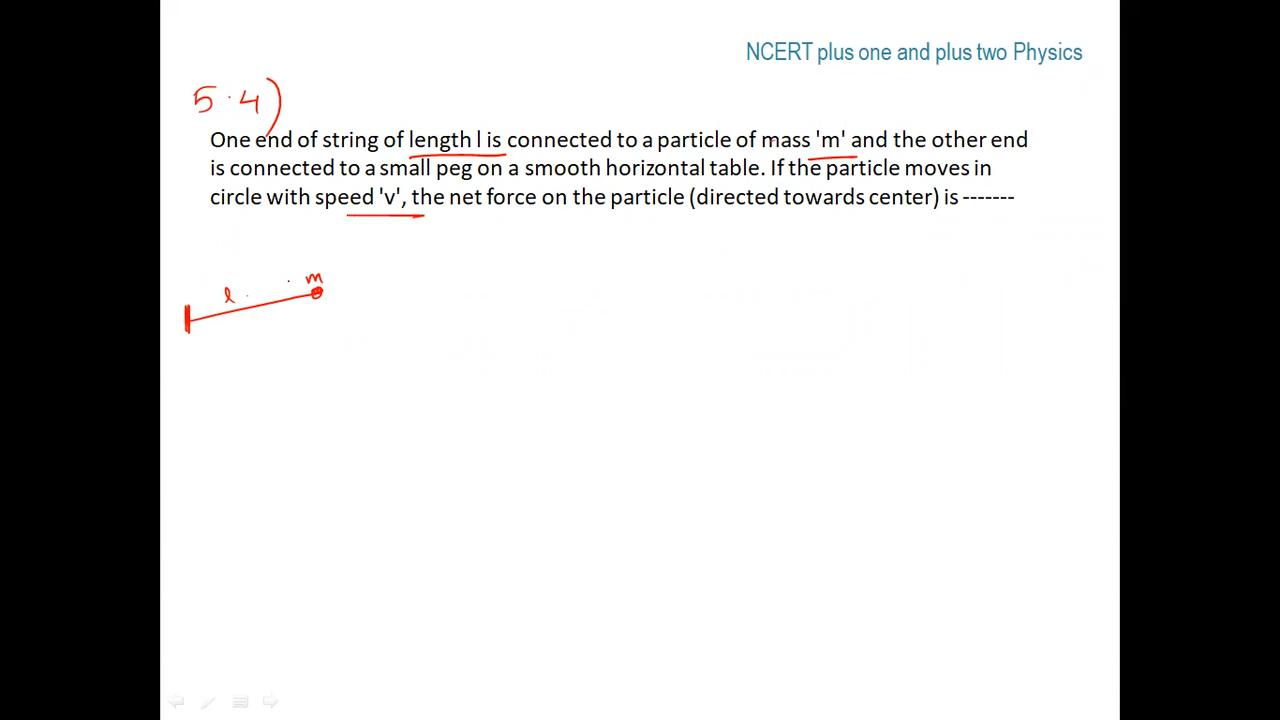 NCERT plus one and plus two Physics
5.4)
One end of string of length l is connected to a particle of mass 'm' and the other end
is connected to a small peg on a smooth horizontal table. If the particle moves in
circle with speed 'v', the net force on the particle (directed towards center) is -------
m
l